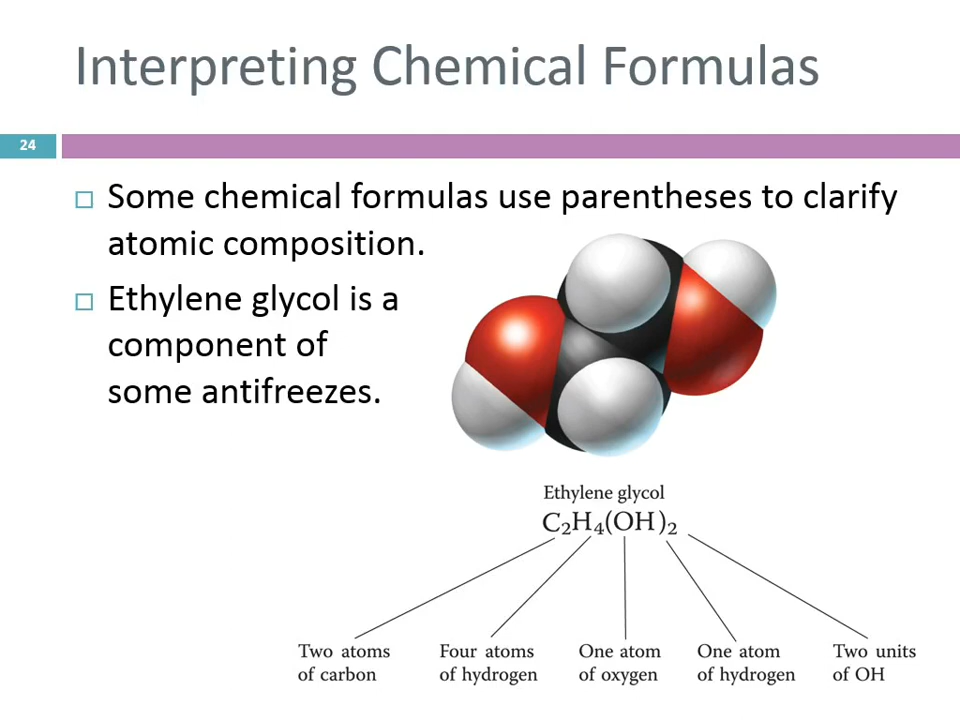 Interpreting Chemical Formulas
24
Some chemical formulas use parentheses to clarify
atomic composition.
Ethylene glycol is a
component of
some antifreezes.
Ethylene glycol
C₂H₄(OH)₂
Two atoms
of carbon
Four atoms
of hydrogen
One atom
of oxygen
One atom
of hydrogen
Two units
of OH